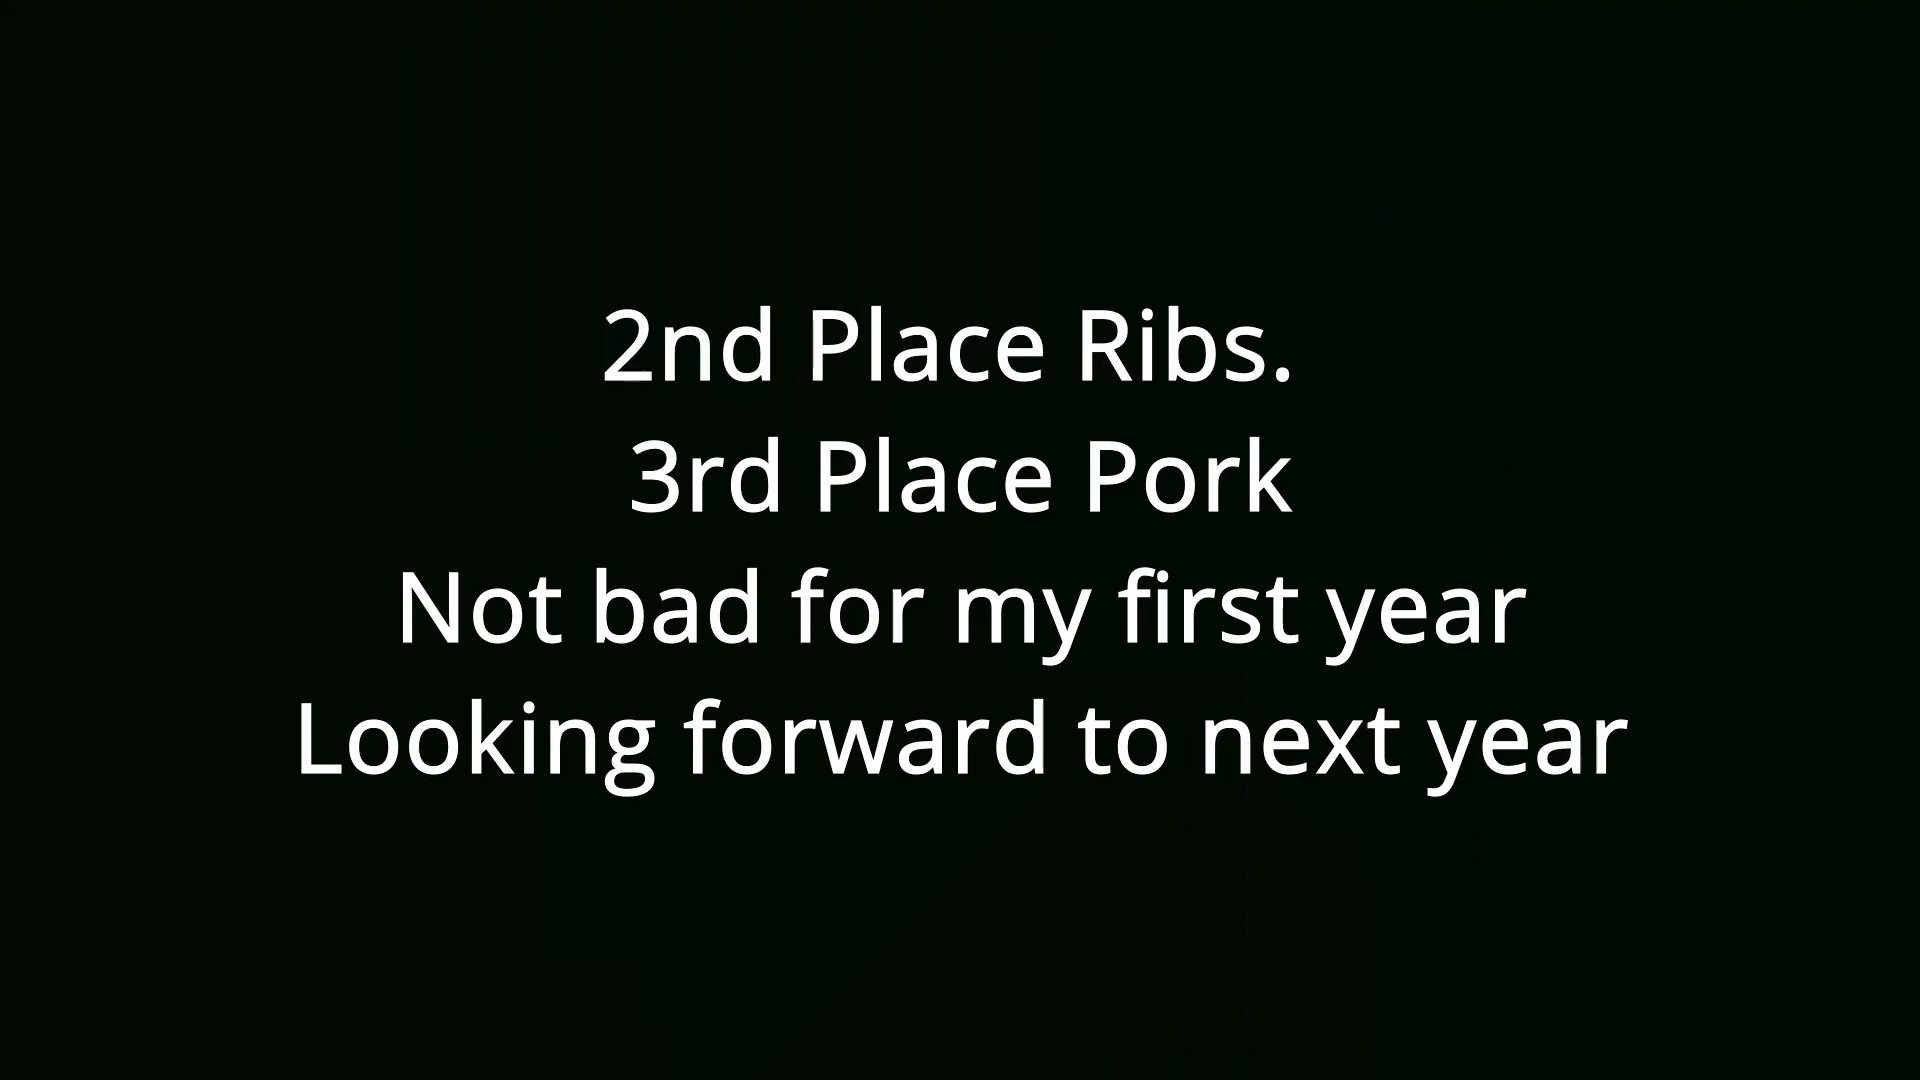 2nd Place Ribs.
3rd Place Pork
Not bad for my first year
Looking forward to next year